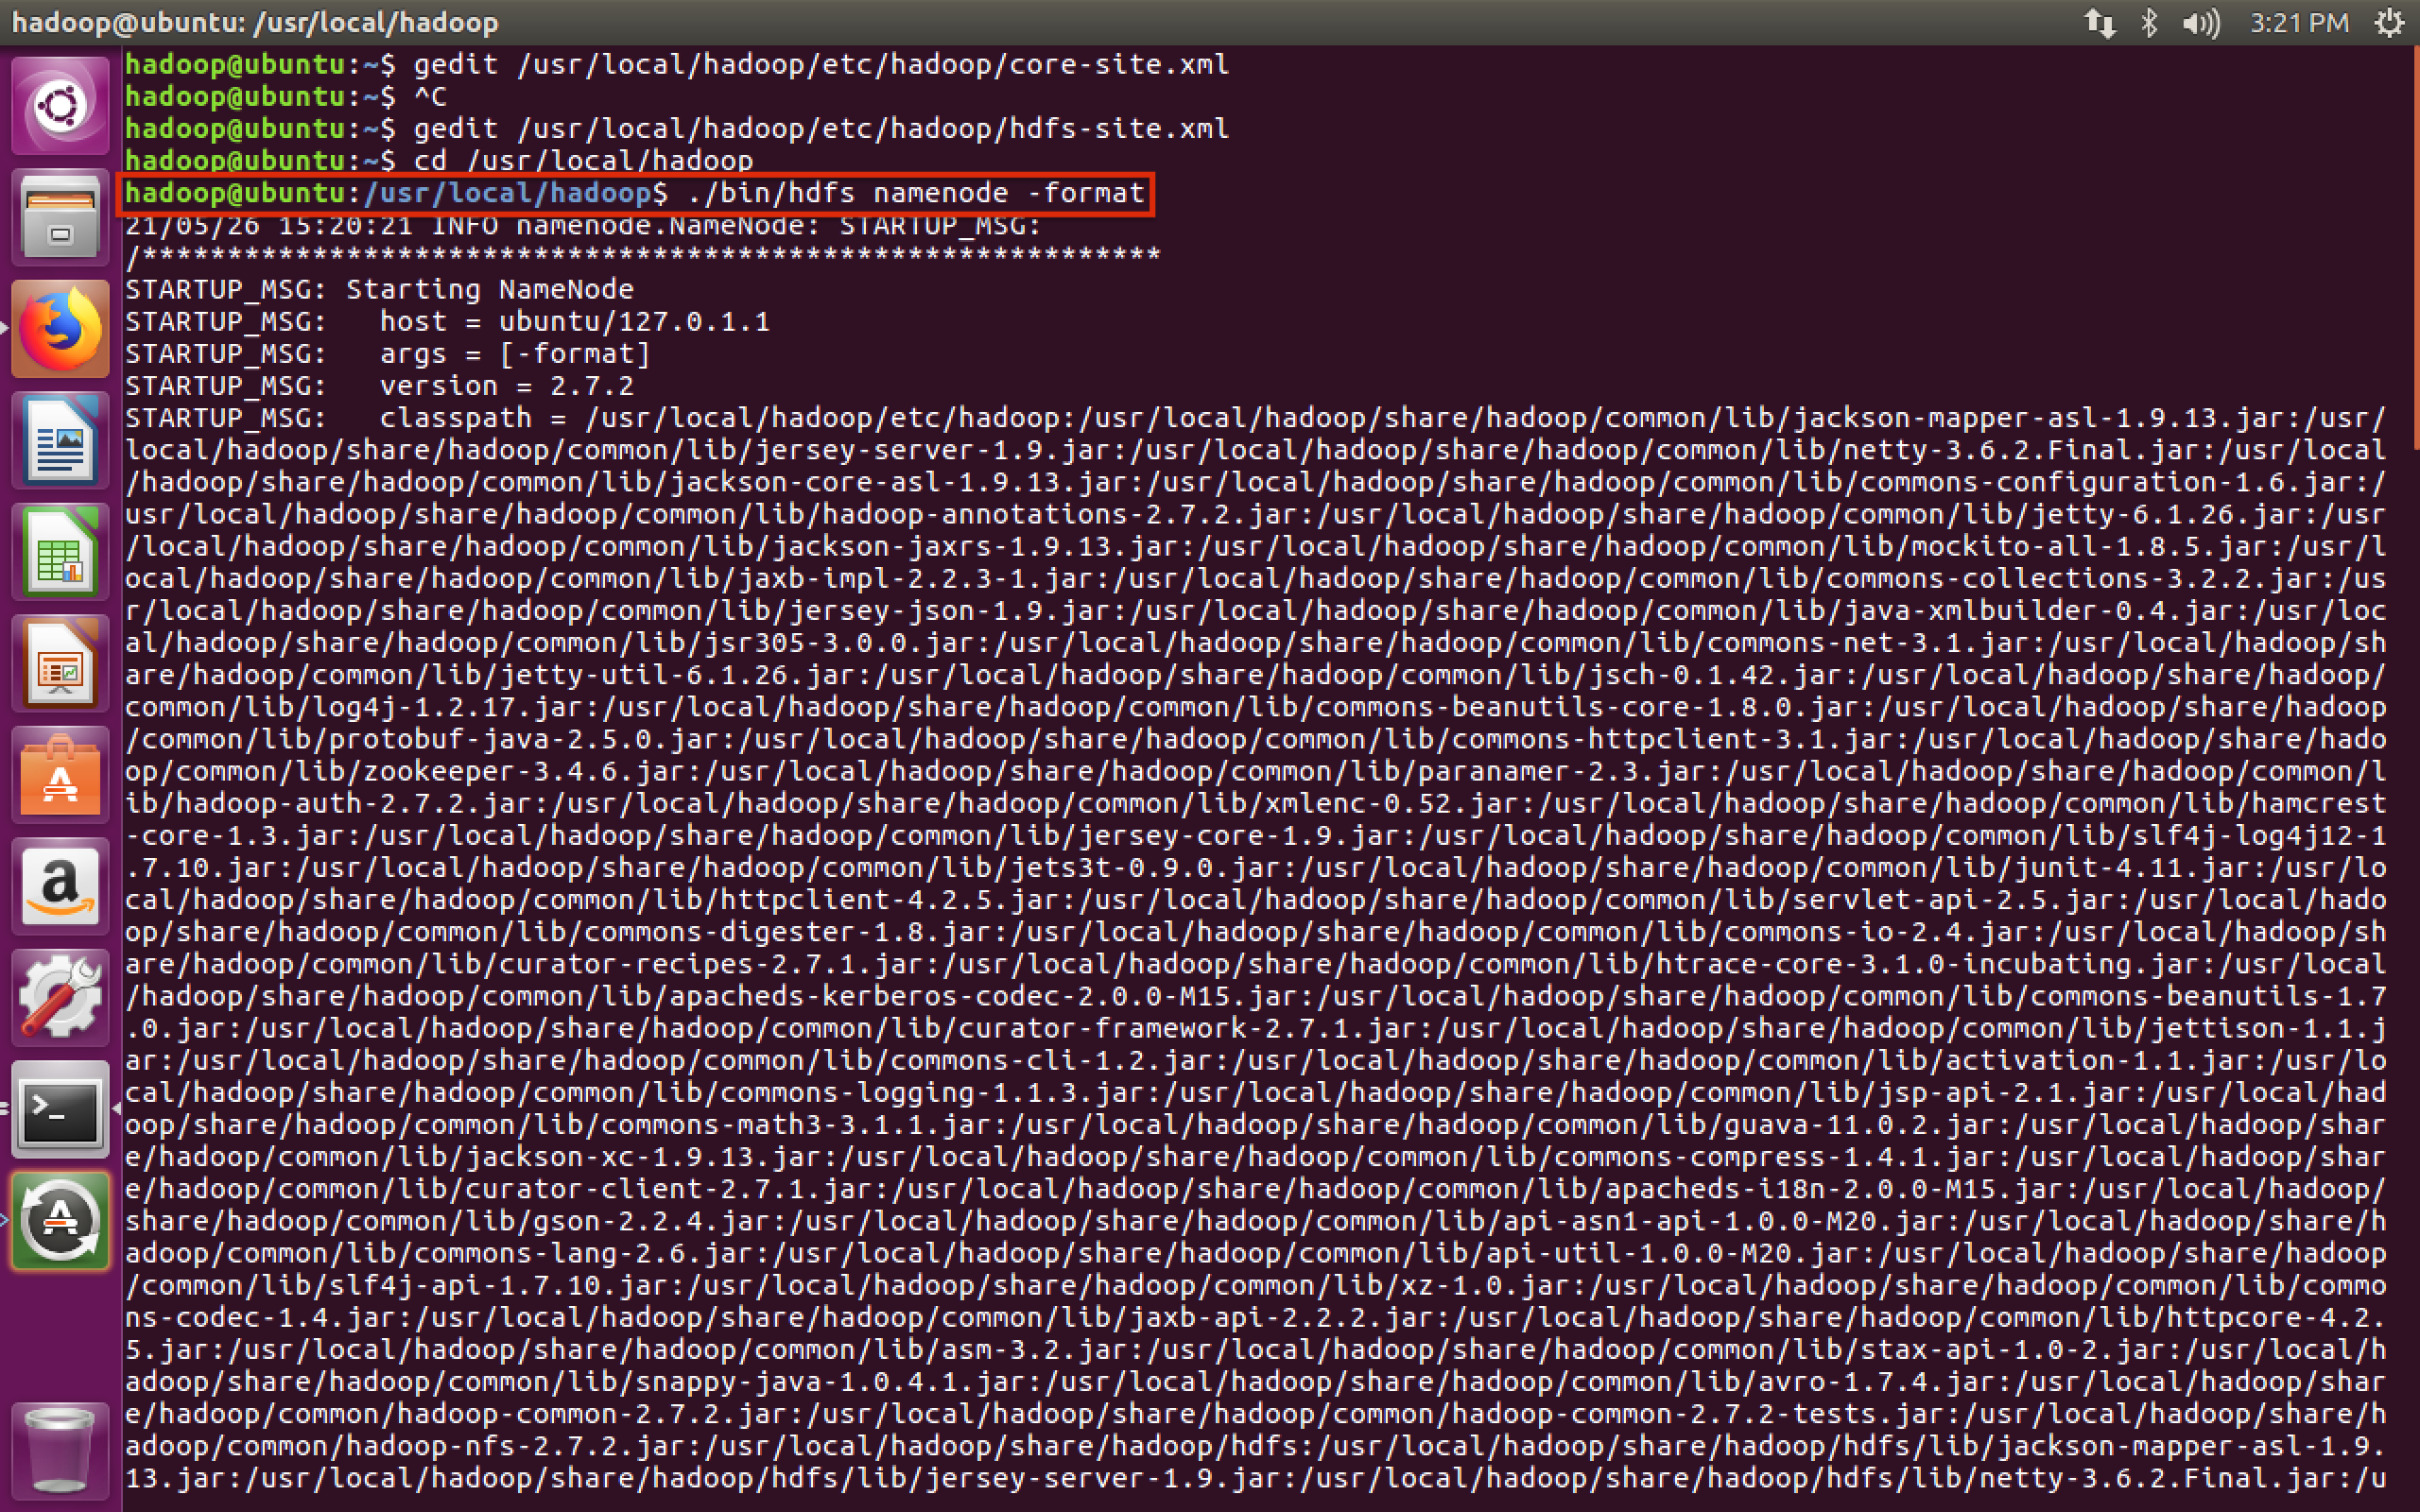 hadoop@ubuntu: /usr/local/hadoop
3:21 PM
hadoop@ubuntu:~$ gedit /usr/local/hadoop/etc/hadoop/core-site.xml
hadoop@ubuntu:~$ ^C
hadoop@ubuntu:~$ gedit /usr/local/hadoop/etc/hadoop/hdfs-site.xml
hadoop@ubuntu:~$ cd /usr/local/hadoop
hadoop@ubuntu:/usr/local/hadoop$ ./bin/hdfs namenode -format
21/05/26 15:20:21 INFO namenode.NameNode: STARTUP_MSG:
/************************************************************
STARTUP_MSG: Starting NameNode
STARTUP_MSG:   host = ubuntu/127.0.1.1
STARTUP_MSG:   args = [-format]
STARTUP_MSG:   version = 2.7.2
STARTUP_MSG:   classpath = /usr/local/hadoop/etc/hadoop:/usr/local/hadoop/share/hadoop/common/lib/jackson-mapper-asl-1.9.13.jar:/usr/
local/hadoop/share/hadoop/common/lib/jersey-server-1.9.jar:/usr/local/hadoop/share/hadoop/common/lib/netty-3.6.2.Final.jar:/usr/local
/hadoop/share/hadoop/common/lib/jackson-core-asl-1.9.13.jar:/usr/local/hadoop/share/hadoop/common/lib/commons-configuration-1.6.jar:/
usr/local/hadoop/share/hadoop/common/lib/hadoop-annotations-2.7.2.jar:/usr/local/hadoop/share/hadoop/common/lib/jetty-6.1.26.jar:/usr
/local/hadoop/share/hadoop/common/lib/jackson-jaxrs-1.9.13.jar:/usr/local/hadoop/share/hadoop/common/lib/mockito-all-1.8.5.jar:/usr/l
ocal/hadoop/share/hadoop/common/lib/jaxb-impl-2.2.3-1.jar:/usr/local/hadoop/share/hadoop/common/lib/commons-collections-3.2.2.jar:/us
r/local/hadoop/share/hadoop/common/lib/jersey-json-1.9.jar:/usr/local/hadoop/share/hadoop/common/lib/java-xmlbuilder-0.4.jar:/usr/loc
al/hadoop/share/hadoop/common/lib/jsr305-3.0.0.jar:/usr/local/hadoop/share/hadoop/common/lib/commons-net-3.1.jar:/usr/local/hadoop/sh
are/hadoop/common/lib/jetty-util-6.1.26.jar:/usr/local/hadoop/share/hadoop/common/lib/jsch-0.1.42.jar:/usr/local/hadoop/share/hadoop/
common/lib/log4j-1.2.17.jar:/usr/local/hadoop/share/hadoop/common/lib/commons-beanutils-core-1.8.0.jar:/usr/local/hadoop/share/hadoop
/common/lib/protobuf-java-2.5.0.jar:/usr/local/hadoop/share/hadoop/common/lib/commons-httpclient-3.1.jar:/usr/local/hadoop/share/hado
op/common/lib/zookeeper-3.4.6.jar:/usr/local/hadoop/share/hadoop/common/lib/paranamer-2.3.jar:/usr/local/hadoop/share/hadoop/common/l
ib/hadoop-auth-2.7.2.jar:/usr/local/hadoop/share/hadoop/common/lib/xmlenc-0.52.jar:/usr/local/hadoop/share/hadoop/common/lib/hamcrest
-core-1.3.jar:/usr/local/hadoop/share/hadoop/common/lib/jersey-core-1.9.jar:/usr/local/hadoop/share/hadoop/common/lib/slf4j-log4j12-1
.7.10.jar:/usr/local/hadoop/share/hadoop/common/lib/jets3t-0.9.0.jar:/usr/local/hadoop/share/hadoop/common/lib/junit-4.11.jar:/usr/lo
cal/hadoop/share/hadoop/common/lib/httpclient-4.2.5.jar:/usr/local/hadoop/share/hadoop/common/lib/servlet-api-2.5.jar:/usr/local/hado
op/share/hadoop/common/lib/commons-digester-1.8.jar:/usr/local/hadoop/share/hadoop/common/lib/commons-io-2.4.jar:/usr/local/hadoop/sh
are/hadoop/common/lib/curator-recipes-2.7.1.jar:/usr/local/hadoop/share/hadoop/common/lib/htrace-core-3.1.0-incubating.jar:/usr/local
/hadoop/share/hadoop/common/lib/apacheds-kerberos-codec-2.0.0-M15.jar:/usr/local/hadoop/share/hadoop/common/lib/commons-beanutils-1.7
.0.jar:/usr/local/hadoop/share/hadoop/common/lib/curator-framework-2.7.1.jar:/usr/local/hadoop/share/hadoop/common/lib/jettison-1.1.j
ar:/usr/local/hadoop/share/hadoop/common/lib/commons-cli-1.2.jar:/usr/local/hadoop/share/hadoop/common/lib/activation-1.1.jar:/usr/lo
cal/hadoop/share/hadoop/common/lib/commons-logging-1.1.3.jar:/usr/local/hadoop/share/hadoop/common/lib/jsp-api-2.1.jar:/usr/local/had
oop/share/hadoop/common/lib/commons-math3-3.1.1.jar:/usr/local/hadoop/share/hadoop/common/lib/guava-11.0.2.jar:/usr/local/hadoop/shar
e/hadoop/common/lib/jackson-xc-1.9.13.jar:/usr/local/hadoop/share/hadoop/common/lib/commons-compress-1.4.1.jar:/usr/local/hadoop/shar
e/hadoop/common/lib/curator-client-2.7.1.jar:/usr/local/hadoop/share/hadoop/common/lib/apacheds-i18n-2.0.0-M15.jar:/usr/local/hadoop/
share/hadoop/common/lib/gson-2.2.4.jar:/usr/local/hadoop/share/hadoop/common/lib/api-asn1-api-1.0.0-M20.jar:/usr/local/hadoop/share/h
adoop/common/lib/commons-lang-2.6.jar:/usr/local/hadoop/share/hadoop/common/lib/api-util-1.0.0-M20.jar:/usr/local/hadoop/share/hadoop
/common/lib/slf4j-api-1.7.10.jar:/usr/local/hadoop/share/hadoop/common/lib/xz-1.0.jar:/usr/local/hadoop/share/hadoop/common/lib/commo
ns-codec-1.4.jar:/usr/local/hadoop/share/hadoop/common/lib/jaxb-api-2.2.2.jar:/usr/local/hadoop/share/hadoop/common/lib/httpcore-4.2.
5.jar:/usr/local/hadoop/share/hadoop/common/lib/asm-3.2.jar:/usr/local/hadoop/share/hadoop/common/lib/stax-api-1.0-2.jar:/usr/local/h
adoop/share/hadoop/common/lib/snappy-java-1.0.4.1.jar:/usr/local/hadoop/share/hadoop/common/lib/avro-1.7.4.jar:/usr/local/hadoop/shar
e/hadoop/common/hadoop-common-2.7.2.jar:/usr/local/hadoop/share/hadoop/common/hadoop-common-2.7.2-tests.jar:/usr/local/hadoop/share/h
adoop/common/hadoop-nfs-2.7.2.jar:/usr/local/hadoop/share/hadoop/hdfs:/usr/local/hadoop/share/hadoop/hdfs/lib/jackson-mapper-asl-1.9.
13.jar:/usr/local/hadoop/share/hadoop/hdfs/lib/jersey-server-1.9.jar:/usr/local/hadoop/share/hadoop/hdfs/lib/netty-3.6.2.Final.jar:/u